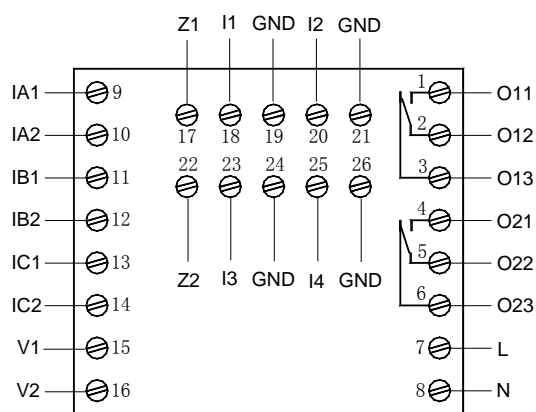 Z1 I1 GND I2 GND
IA1 9 1 O11
IA2 10 17 18 19 20 21 2 O12
IB1 11 22 23 24 25 26 3 O13
IB2 12 4 O21
IC1 13 Z2 I3 GND I4 GND 5 O22
IC2 14 6 O23
V1 15 7 L
V2 16 8 N